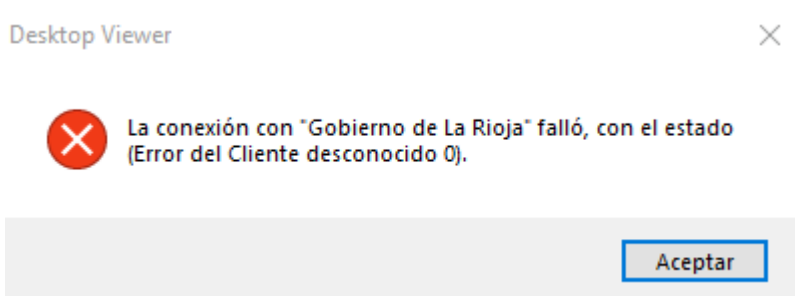 Desktop Viewer
La conexión con "Gobierno de La Rioja" falló, con el estado
(Error del Cliente desconocido 0).
Aceptar